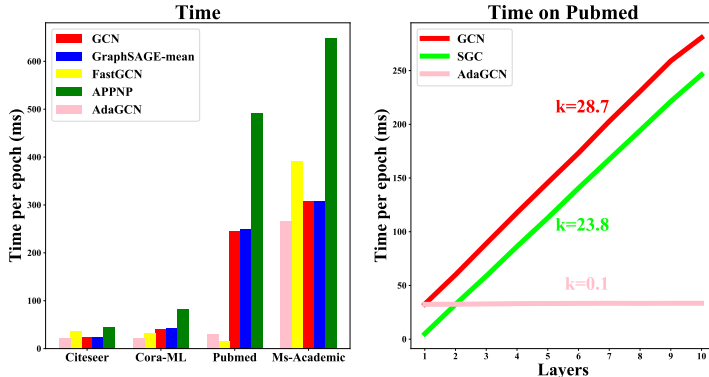 Time
GCN
GraphSAGE-mean
FastGCN
APPNP
AdaGCN
Time per epoch (ms)
600
500
400
300
200
100
0
Citeseer Cora-ML Pubmed Ms-Academic
Time on Pubmed
GCN
SGC
AdaGCN
k=28.7
k=23.8
k=0.1
Time per epoch (ms)
250
200
150
100
50
0
1 2 3 4 5 6 7 8 9 10
Layers